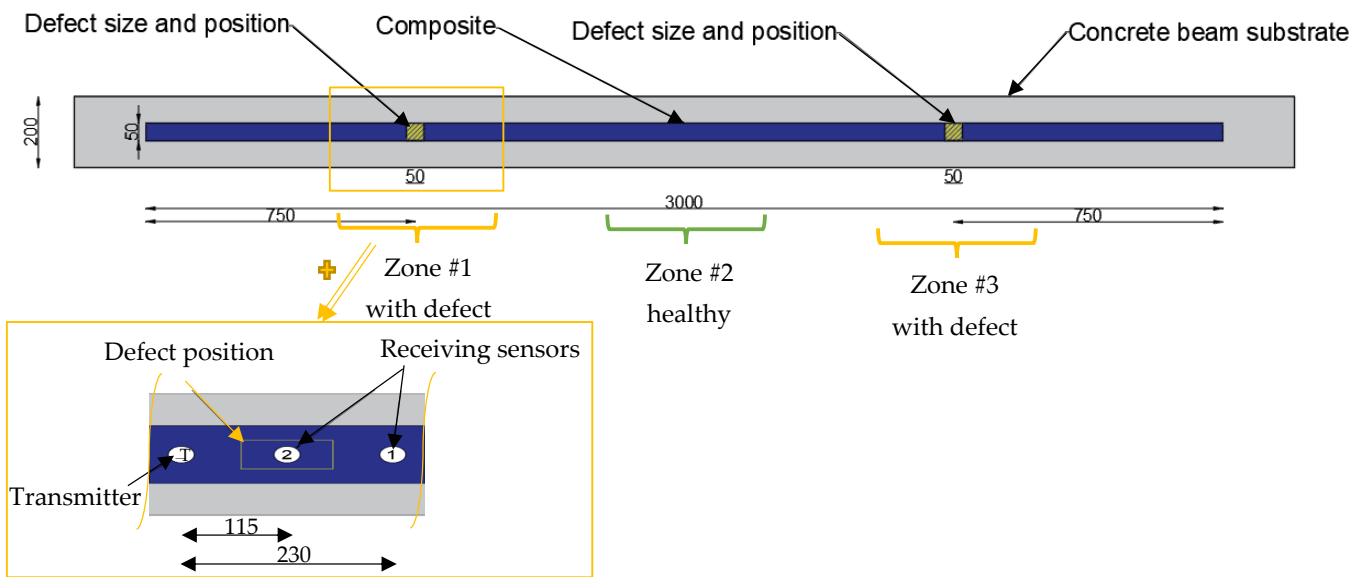 Defect size and position
Composite
Defect size and position
Concrete beam substrate
200
50
50
50
3000
750
750
Zone #1
with defect
Zone #2
healthy
Zone #3
with defect
Defect position
Receiving sensors
T
2
1
Transmitter
115
230